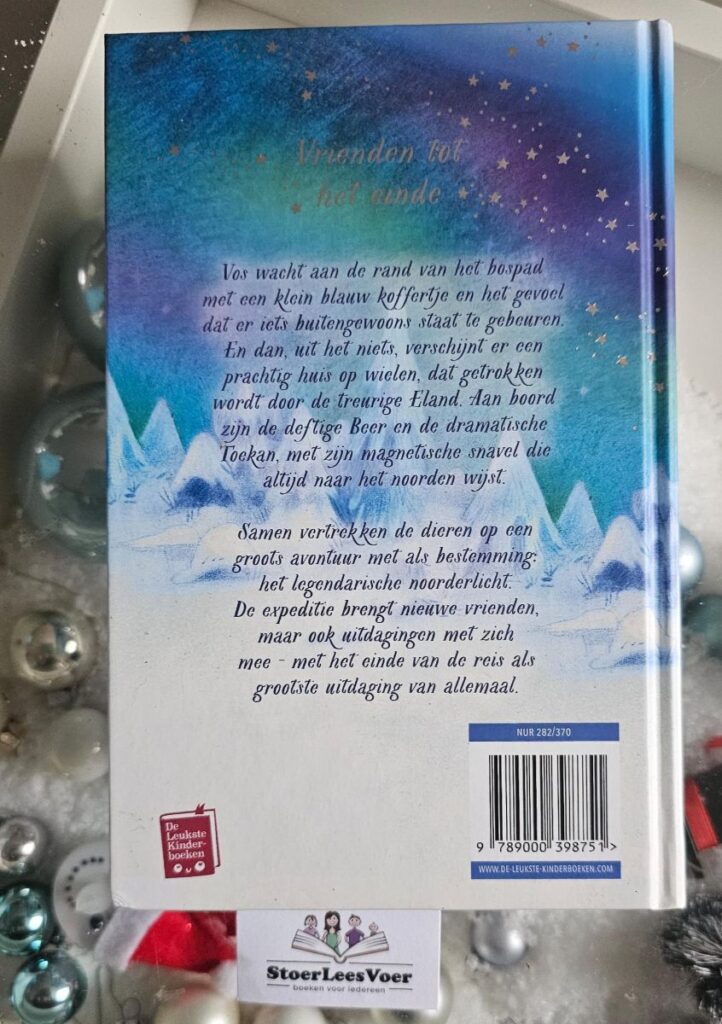 Vrienden tot
het einde
Vos wacht aan de rand van het bospad
met een klein blauw koffertje en het gevoel
dat er iets buitengewoons staat te gebeuren.
En dan, uit het niets, verschijnt er een
prachtig huis op wielen, dat getrokken
wordt door de treurige Eland. Aan boord
zijn de deftige Beer en de dramatische
Toekan, met zijn magnetische snavel die
altijd naar het noorden wijst.
Samen vertrekken de dieren op een
groots avontuur met als bestemming:
het legendarische noorderlicht.
De expeditie brengt nieuwe vrienden,
maar ook uitdagingen met zich
mee – met het einde van de reis als
grootste uitdaging van allemaal.
NUR 282/370
9 789000 398751 >
WWW.DE-LEUKSTE-KINDERBOEKEN.COM
De
Leukste
Kinder-
boeken
StoerLeesVoer
boeken voor iedereen